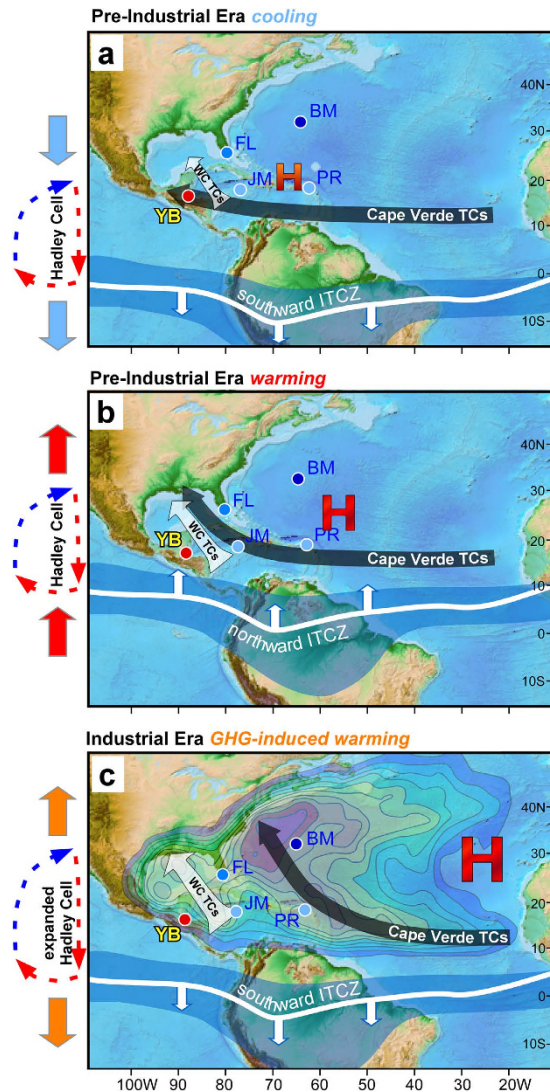 Pre-Industrial Era cooling
a
40N
BM
30
FL
H
WC TCs
JM
PR
20
YB
Cape Verde TCs
10
Hadley Cell
0
southward ITCZ
10S
Pre-Industrial Era warming
b
40N
BM
30
H
FL
WC TCs
YB
JM
PR
20
Cape Verde TCs
Hadley Cell
10
0
northward ITCZ
10S
Industrial Era GHG-induced warming
c
40N
BM
H
30
FL
WC TCs
JM
PR
20
YB
Cape Verde TCs
10
expanded
Hadley Cell
0
southward ITCZ
10S
100W 90 80 70 60 50 40 30 20W